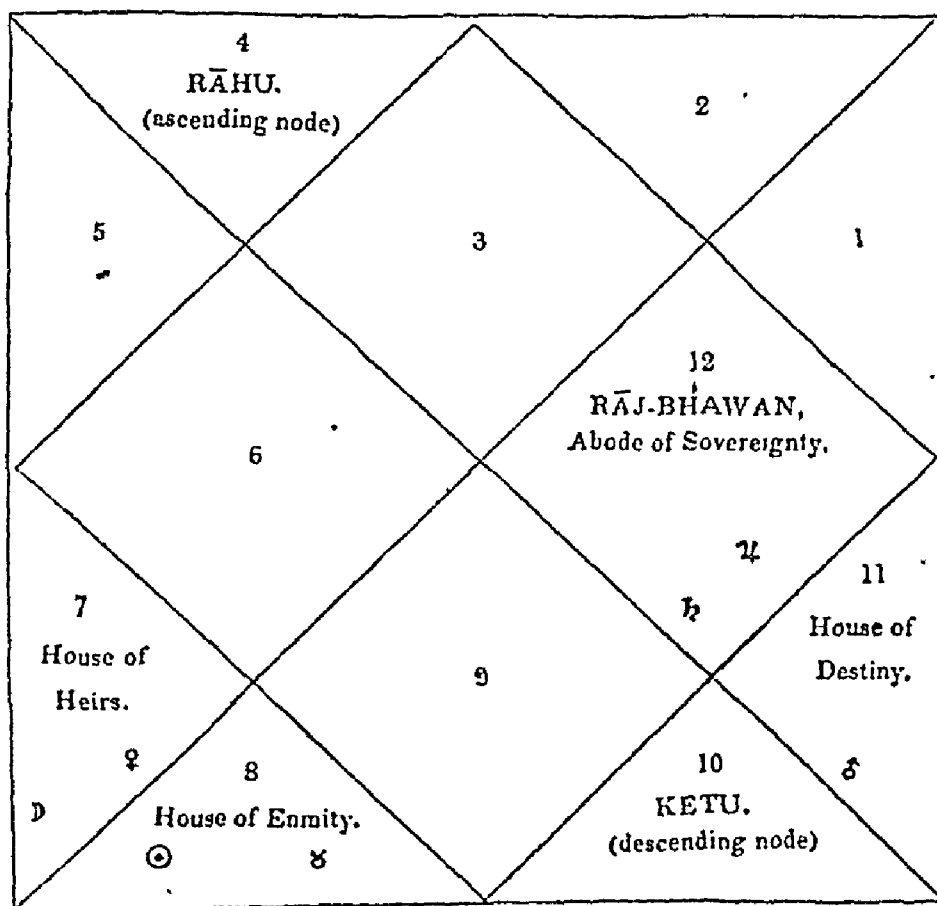 4
RĀHU.
(ascending node)
2
5
3
1
12
RĀJ-BHAWAN,
Abode of Sovereignty.
6
♃
♄
11
House of
Destiny.
7
House of
Heirs.
♀
☽
9
8
House of Enmity.
☉ ☿
10
KETU.
(descending node)
♂